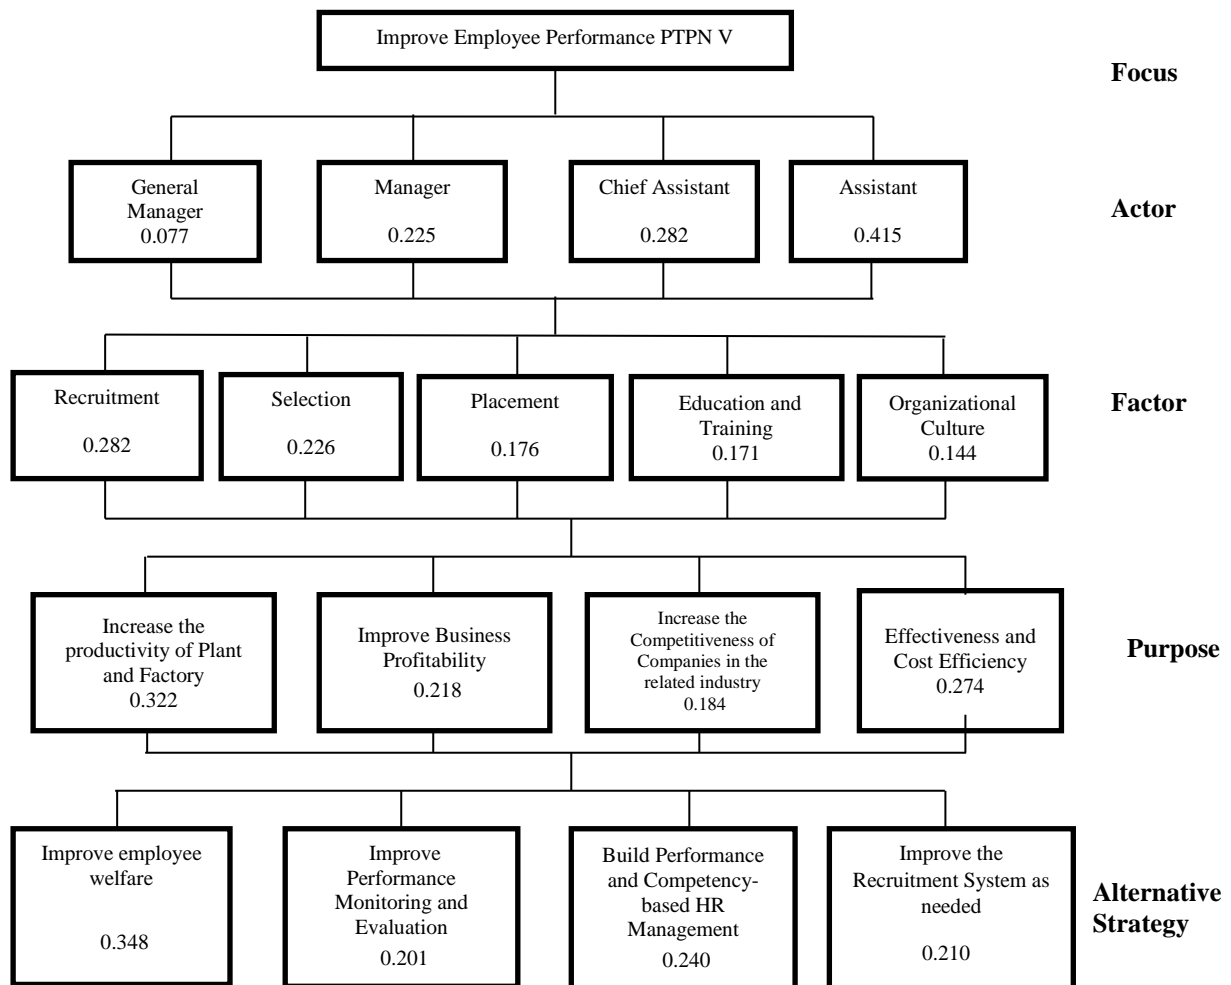 Improve Employee Performance PTPN V
Focus
General
Manager
0.077
Manager
0.225
Chief Assistant
0.282
Assistant
0.415
Actor
Recruitment
0.282
Selection
0.226
Placement
0.176
Education and
Training
0.171
Organizational
Culture
0.144
Factor
Increase the
productivity of Plant
and Factory
0.322
Improve Business
Profitability
0.218
Increase the
Competitiveness of
Companies in the
related industry
0.184
Effectiveness and
Cost Efficiency
0.274
Purpose
Improve employee
welfare
0.348
Improve
Performance
Monitoring and
Evaluation
0.201
Build Performance
and Competency-
based HR
Management
0.240
Improve the
Recruitment System as
needed
0.210
Alternative
Strategy